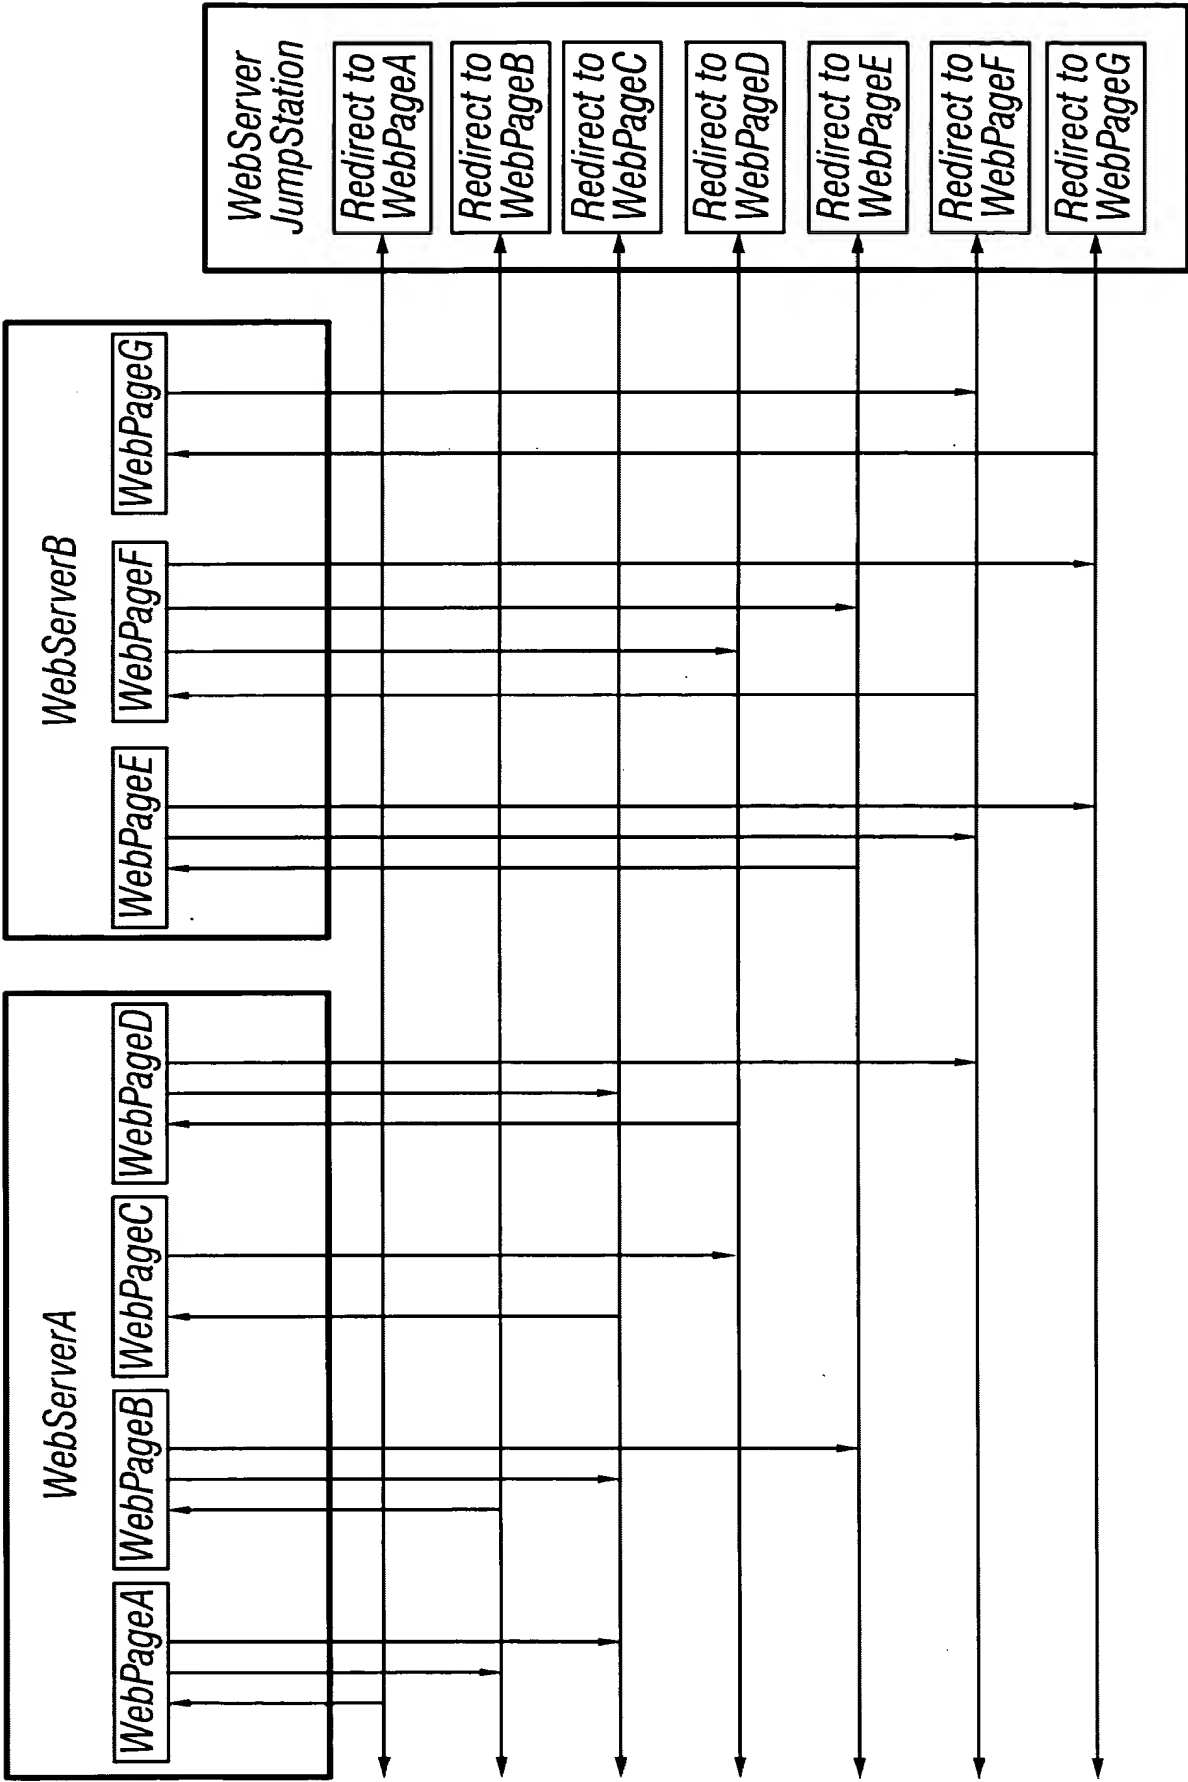 WebServerA
WebPageA
WebPageB
WebPageC
WebPageD
WebServerB
WebPageE
WebPageF
WebPageG
WebServer
JumpStation
Redirect to
WebPageA
Redirect to
WebPageB
Redirect to
WebPageC
Redirect to
WebPageD
Redirect to
WebPageE
Redirect to
WebPageF
Redirect to
WebPageG